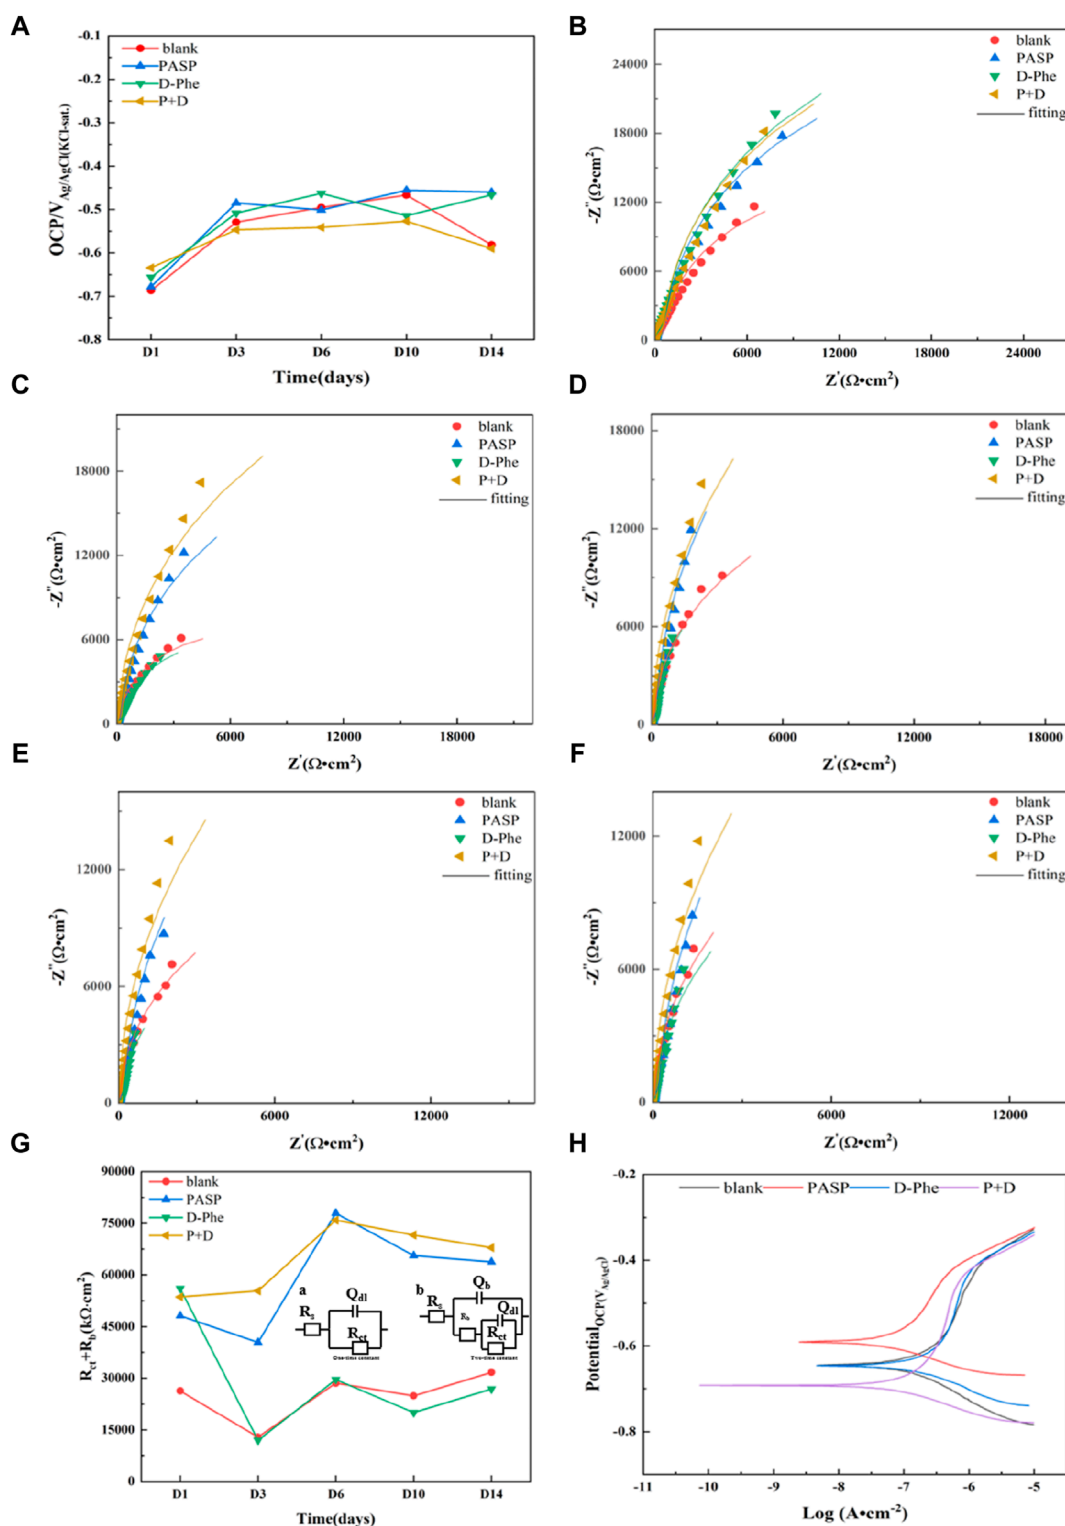 A
blank
PASP
D-Phe
P+D
-0.1
-0.2
-0.3
-0.4
-0.5
-0.6
-0.7
-0.8
OCP/V Ag/AgCl(KCl-sat.)
D1 D3 D6 D10 D14
Time(days)
B
blank
PASP
D-Phe
P+D
fitting
24000
18000
12000
6000
0
-Z''(Ω•cm²)
0 6000 12000 18000 24000
Z'(Ω•cm²)
C
blank
PASP
D-Phe
P+D
fitting
18000
12000
6000
0
-Z''(Ω•cm²)
0 6000 12000 18000
Z'(Ω•cm²)
D
blank
PASP
D-Phe
P+D
fitting
18000
12000
6000
0
-Z''(Ω•cm²)
0 6000 12000 18000
Z'(Ω•cm²)
E
blank
PASP
D-Phe
P+D
fitting
12000
6000
0
-Z''(Ω•cm²)
0 6000 12000
Z'(Ω•cm²)
F
blank
PASP
D-Phe
P+D
fitting
12000
6000
0
-Z''(Ω•cm²)
0 6000 12000
Z'(Ω•cm²)
G
blank
PASP
D-Phe
P+D
90000
75000
60000
45000
30000
15000
0
Rct+Rb(kΩ·cm²)
a
Rs
Qdl
Rct
One-time constant
b
Rs
Qb
Rb
Qdl
Rct
Two-time constant
D1 D3 D6 D10 D14
Time(days)
H
blank PASP D-Phe P+D
-0.2
-0.4
-0.6
-0.8
Potential OCP(V Ag/AgCl)
-11 -10 -9 -8 -7 -6 -5
Log (A•cm⁻²)